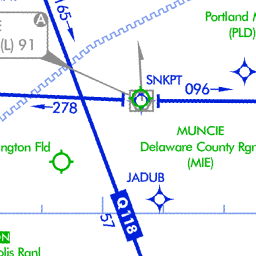 165
A
E
(L) 91
Portland M
(PLD)
SNKPT
096
278
MUNCIE
Delaware County Rgn
(MIE)
ngton Fld
JADUB
Q118
57
ON
olis Rgnl